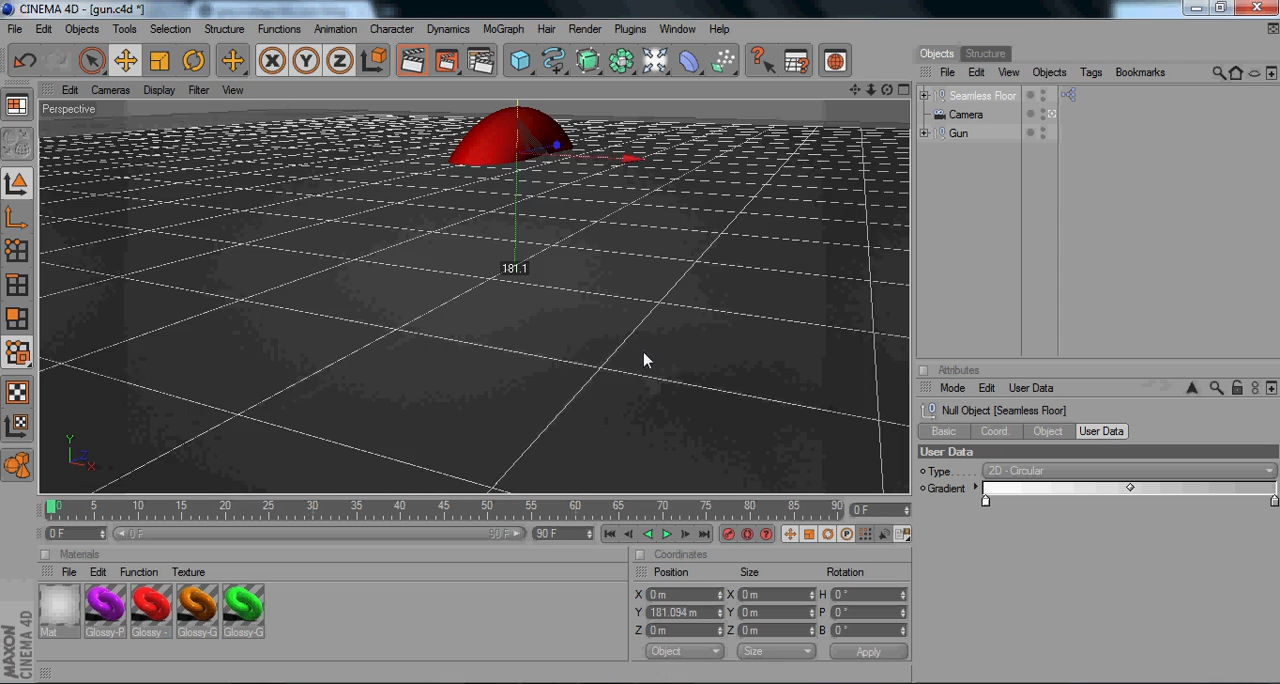 CINEMA 4D - [gun.c4d *]
File Edit Objects Tools Selection Structure Functions Animation Character Dynamics MoGraph Hair Render Plugins Window Help
Objects Structure
File Edit View Objects Tags Bookmarks
Edit Cameras Display Filter View
Perspective
Seamless Floor
Camera
Gun
181.1
Y
Z
X
Attributes
Mode Edit User Data
Null Object [Seamless Floor]
Basic Coord. Object User Data
User Data
Type 2D - Circular
Gradient
0 5 10 15 20 25 30 35 40 45 50 55 60 65 70 75 80 85 90 0 F
0 F 0 F 90 F 90 F
Materials
File Edit Function Texture
Mat Glossy-P Glossy - Glossy-G Glossy-G
Coordinates
Position Size Rotation
X 0 m X 0 m H 0 °
Y 181.094 m Y 0 m P 0 °
Z 0 m Z 0 m B 0 °
Object Size Apply
MAXON
CINEMA 4D